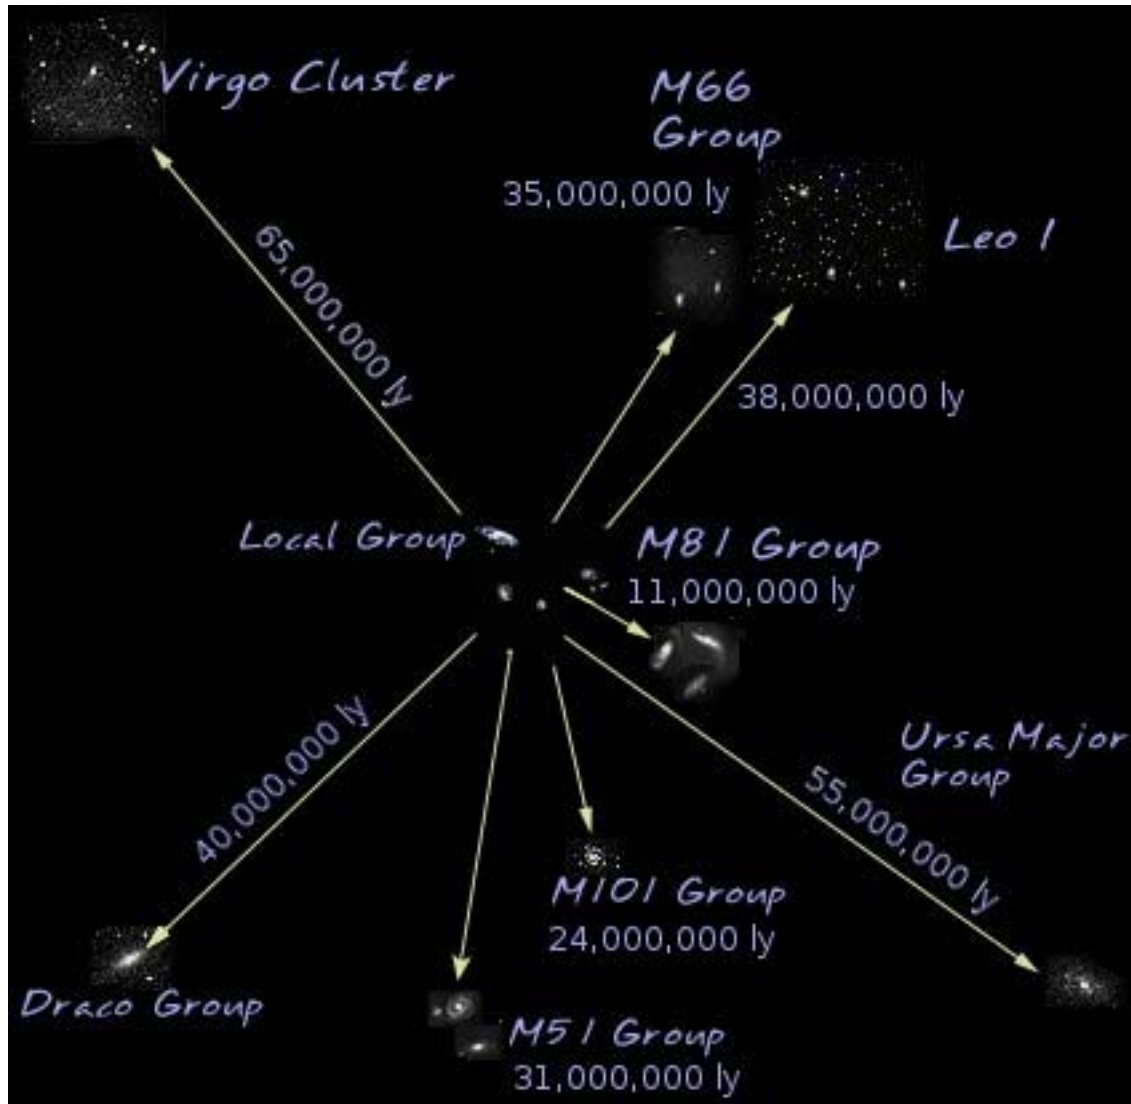 Virgo Cluster
M66
Group
35,000,000 ly
Leo I
65,000,000 ly
38,000,000 ly
Local Group
M81 Group
11,000,000 ly
40,000,000 ly
Ursa Major
Group
55,000,000 ly
M101 Group
24,000,000 ly
Draco Group
M51 Group
31,000,000 ly